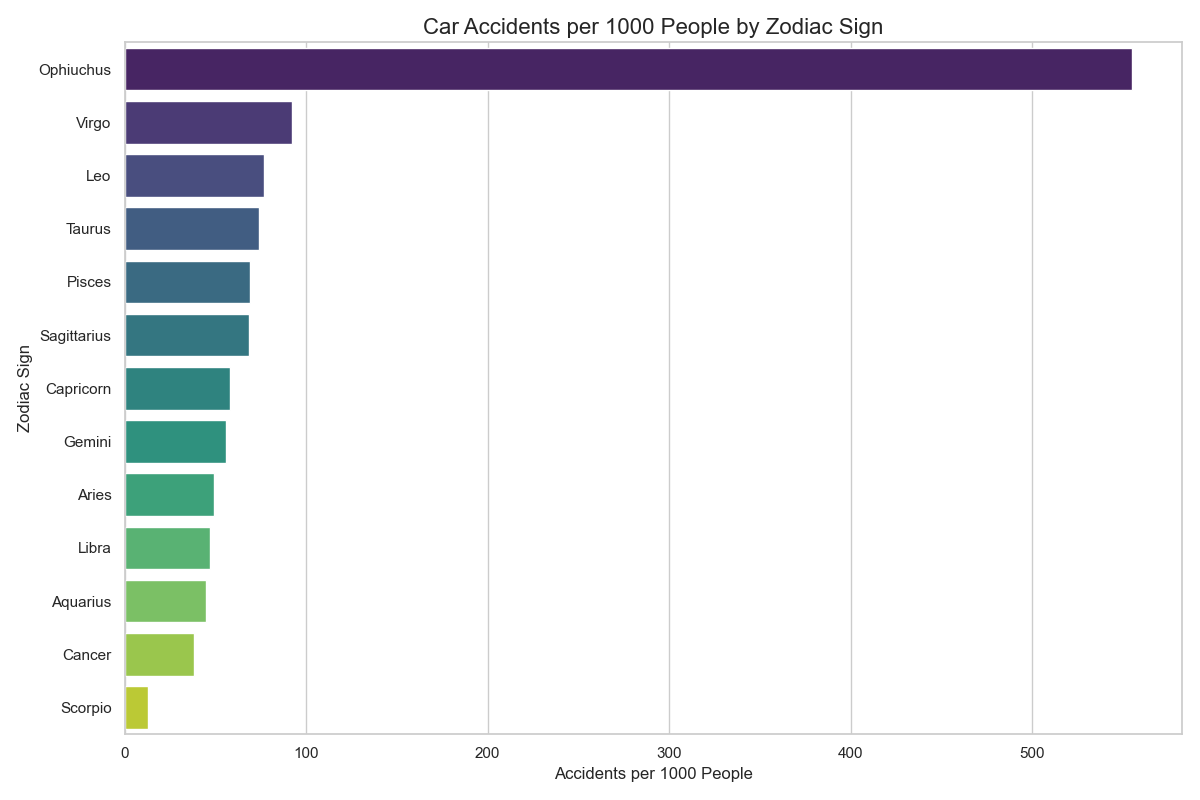 Car Accidents per 1000 People by Zodiac Sign
Zodiac Sign
Ophiuchus
Virgo
Leo
Taurus
Pisces
Sagittarius
Capricorn
Gemini
Aries
Libra
Aquarius
Cancer
Scorpio
0 100 200 300 400 500
Accidents per 1000 People